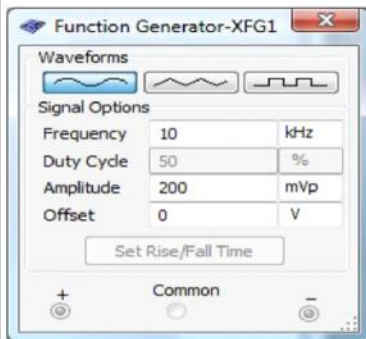 Function Generator-XFG1
Waveforms
Signal Options
Frequency 10 kHz
Duty Cycle 50 %
Amplitude 200 mVp
Offset 0 V
Set Rise/Fall Time
+ Common −